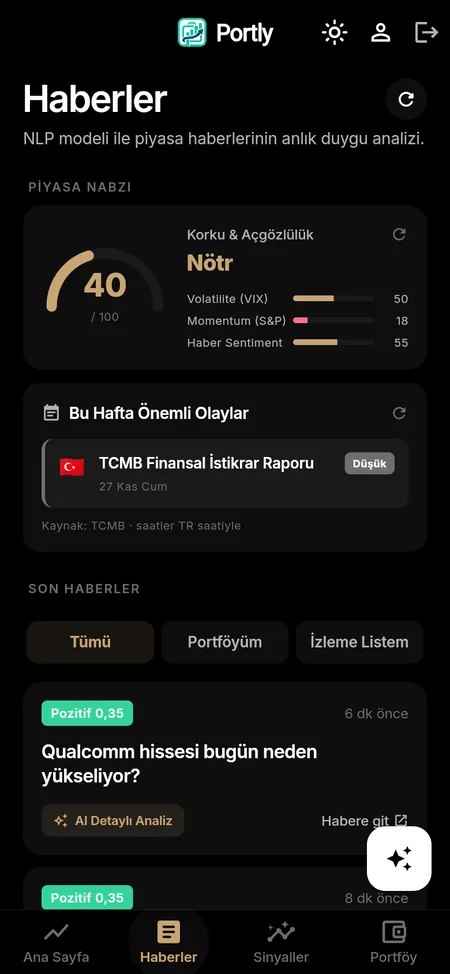 Portly
Haberler
NLP modeli ile piyasa haberlerinin anlık duygu analizi.
PİYASA NABZI
Korku & Açgözlülük
Nötr
40
/ 100
Volatilite (VIX) 50
Momentum (S&P) 18
Haber Sentiment 55
Bu Hafta Önemli Olaylar
TCMB Finansal İstikrar Raporu
Düşük
27 Kas Cum
Kaynak: TCMB · saatler TR saatiyle
SON HABERLER
Tümü
Portföyüm
İzleme Listem
Pozitif 0,35
6 dk önce
Qualcomm hissesi bugün neden
yükseliyor?
AI Detaylı Analiz
Habere git
Pozitif 0,35
8 dk önce
Ana Sayfa
Haberler
Sinyaller
Portföy